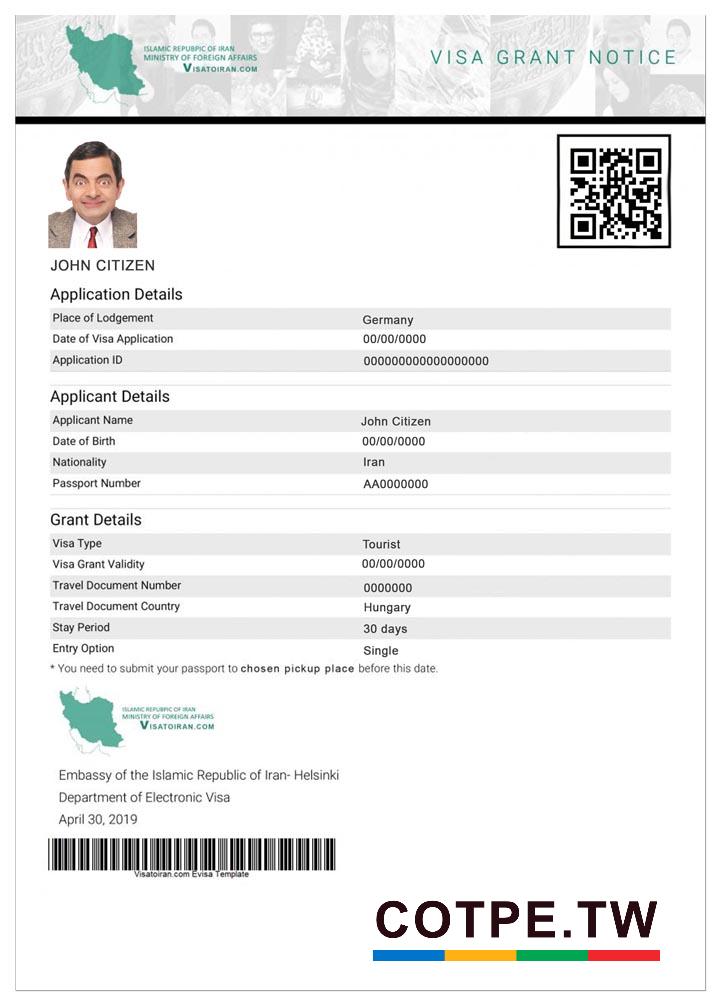 ISLAMIC REPUBPIC OF IRAN
MINISTRY OF FOREIGN AFFAIRS
VISATOIRAN.COM
VISA GRANT NOTICE
JOHN CITIZEN
Application Details
Place of Lodgement Germany
Date of Visa Application 00/00/0000
Application ID 000000000000000000
Applicant Details
Applicant Name John Citizen
Date of Birth 00/00/0000
Nationality Iran
Passport Number AA0000000
Grant Details
Visa Type Tourist
Visa Grant Validity 00/00/0000
Travel Document Number 0000000
Travel Document Country Hungary
Stay Period 30 days
Entry Option Single
* You need to submit your passport to chosen pickup place before this date.
ISLAMIC REPUBPIC OF IRAN
MINISTRY OF FOREIGN AFFAIRS
VISATOIRAN.COM
Embassy of the Islamic Republic of Iran- Helsinki
Department of Electronic Visa
April 30, 2019
Visatoiran.com Evisa Template
COTPE.TW